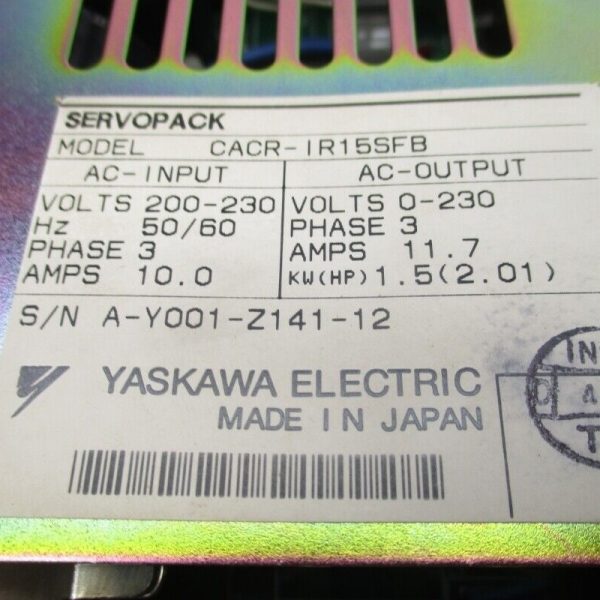 SERVOPACK
MODEL CACR-IR15SFB
AC-INPUT AC-OUTPUT
VOLTS 200-230 VOLTS 0-230
Hz 50/60 PHASE 3
PHASE 3 AMPS 11.7
AMPS 10.0 KW(HP) 1.5(2.01)
S/N A-Y001-Z141-12
YASKAWA ELECTRIC
MADE IN JAPAN